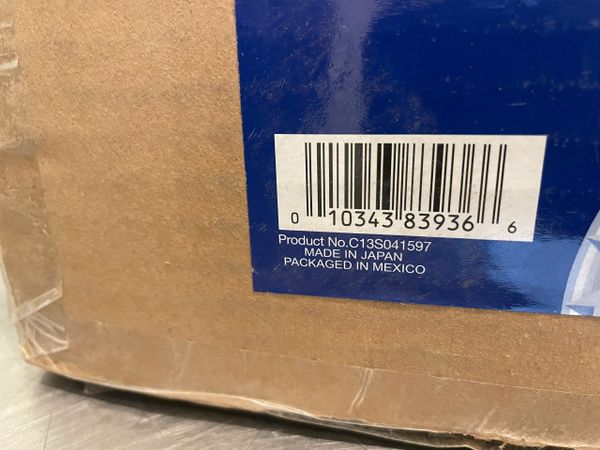 0 10343 83936 6
Product No.C13S041597
MADE IN JAPAN
PACKAGED IN MEXICO